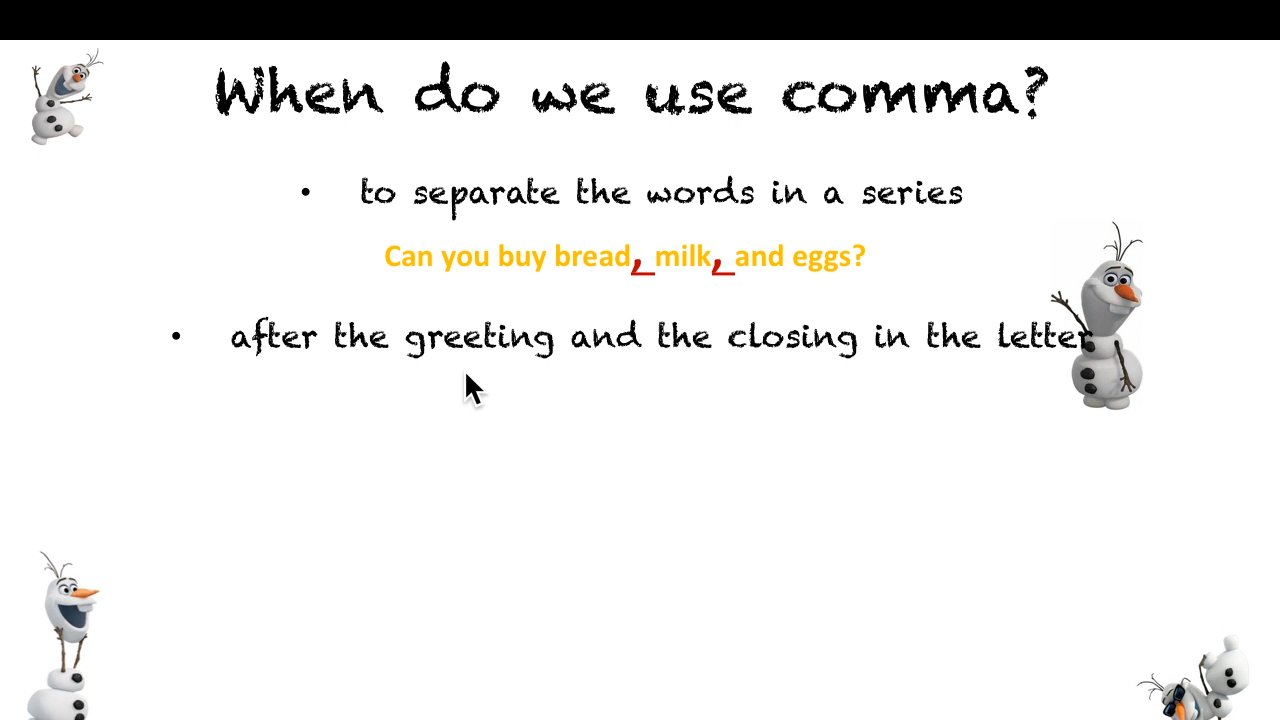 When do we use comma?
• to separate the words in a series
Can you buy bread, milk, and eggs?
• after the greeting and the closing in the letter